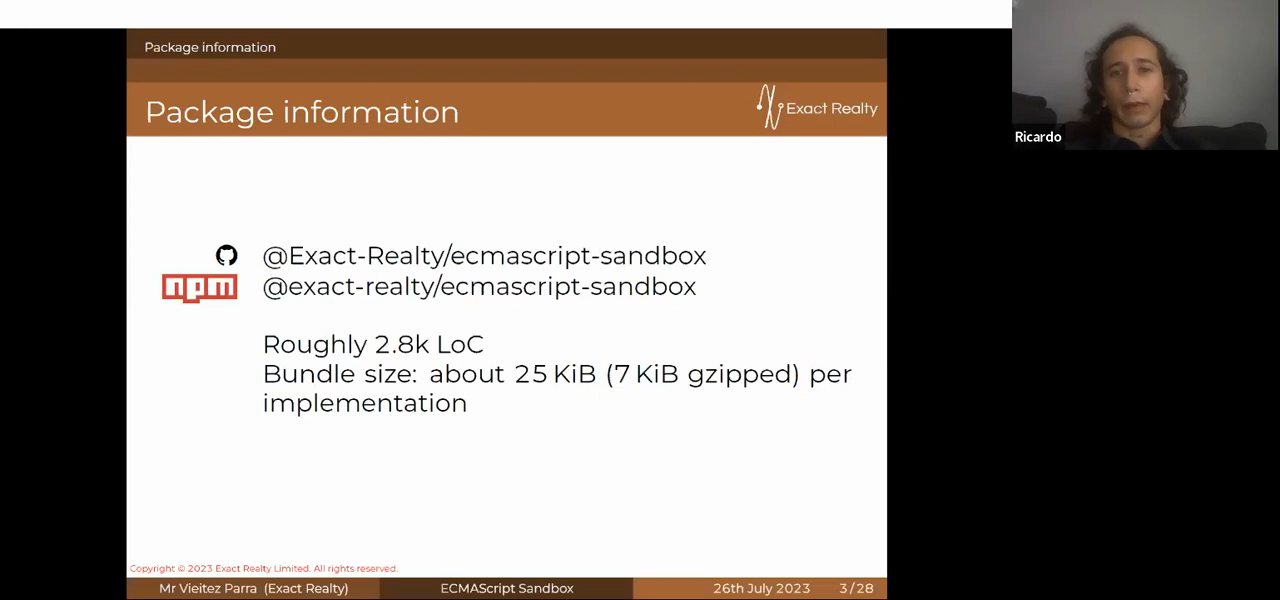 Package information
Package information
Exact Realty
Ricardo
@Exact-Realty/ecmascript-sandbox
npm
@exact-realty/ecmascript-sandbox
Roughly 2.8k LoC
Bundle size: about 25 KiB (7 KiB gzipped) per
implementation
Copyright © 2023 Exact Realty Limited. All rights reserved.
Mr Vieitez Parra (Exact Realty)
ECMAScript Sandbox
26th July 2023
3 / 28